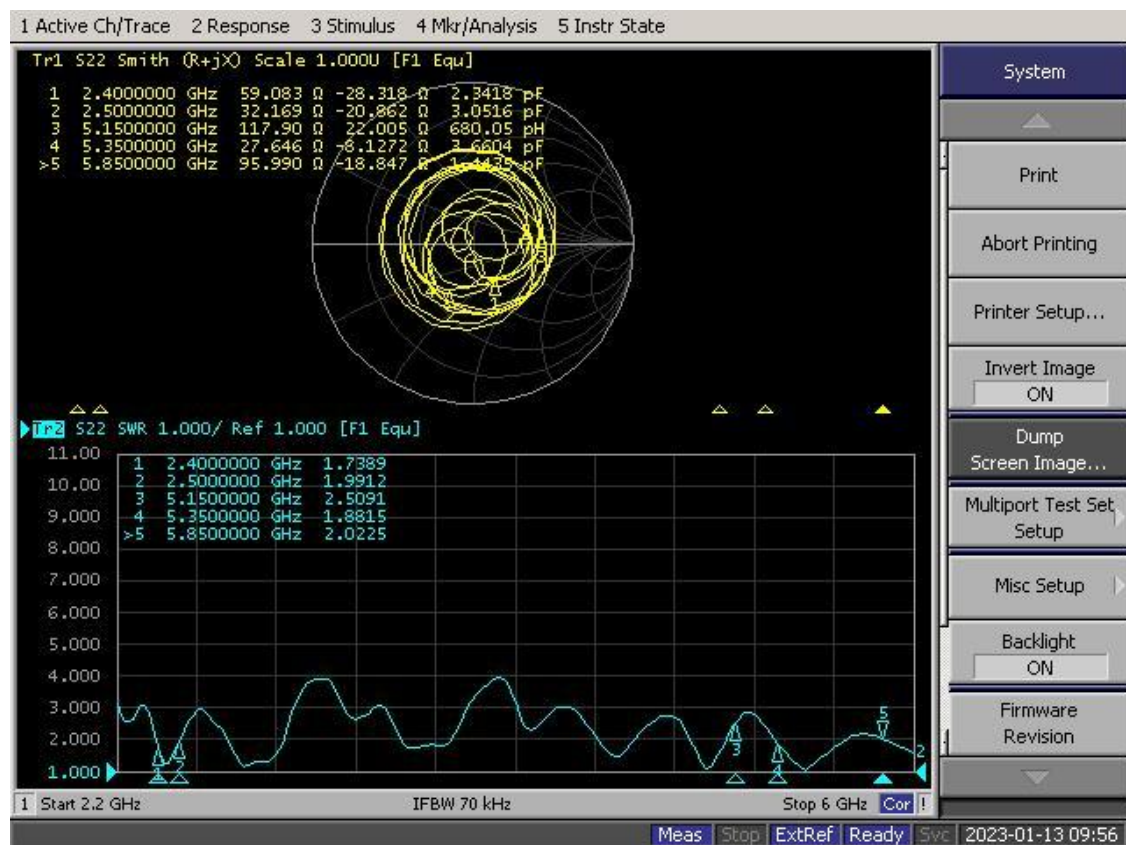 1 Active Ch/Trace 2 Response 3 Stimulus 4 Mkr/Analysis 5 Instr State
Tr1 S22 Smith (R+jX) Scale 1.000U [F1 Equ]
1 2.4000000 GHz 59.083 Ω -28.318 Ω 2.3418 pF
2 2.5000000 GHz 32.169 Ω -20.862 Ω 3.0516 pF
3 5.1500000 GHz 117.90 Ω 22.005 Ω 680.05 pH
4 5.3500000 GHz 27.646 Ω -8.1272 Ω 3.6604 pF
>5 5.8500000 GHz 95.990 Ω -18.847 Ω 1.4435 pF
Tr2 S22 SWR 1.000/ Ref 1.000 [F1 Equ]
11.00
10.00
9.000
8.000
7.000
6.000
5.000
4.000
3.000
2.000
1.000
1 2.4000000 GHz 1.7389
2 2.5000000 GHz 1.9912
3 5.1500000 GHz 2.5091
4 5.3500000 GHz 1.8815
>5 5.8500000 GHz 2.0225
1
2
3
4
5
2
1 Start 2.2 GHz IFBW 70 kHz Stop 6 GHz Cor !
System
Print
Abort Printing
Printer Setup...
Invert Image
ON
Dump
Screen Image...
Multiport Test Set
Setup
Misc Setup
Backlight
ON
Firmware
Revision
Meas Stop ExtRef Ready Svc 2023-01-13 09:56